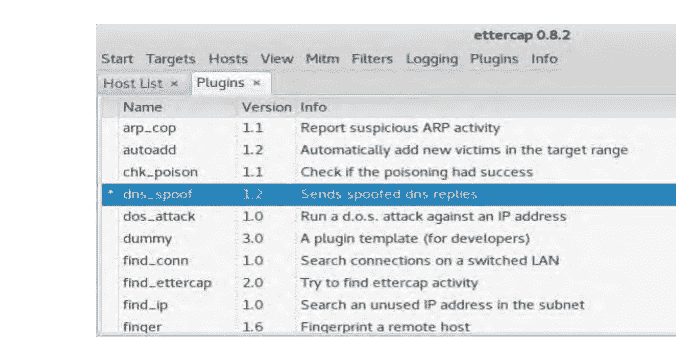 ettercap 0.8.2
Start Targets Hosts View Mitm Filters Logging Plugins Info
Host List × Plugins ×
Name Version Info
arp_cop 1.1 Report suspicious ARP activity
autoadd 1.2 Automatically add new victims in the target range
chk_poison 1.1 Check if the poisoning had success
* dns_spoof 1.2 Sends spoofed dns replies
dos_attack 1.0 Run a d.o.s. attack against an IP address
dummy 3.0 A plugin template (for developers)
find_conn 1.0 Search connections on a switched LAN
find_ettercap 2.0 Try to find ettercap activity
find_ip 1.0 Search an unused IP address in the subnet
finger 1.6 Fingerprint a remote host